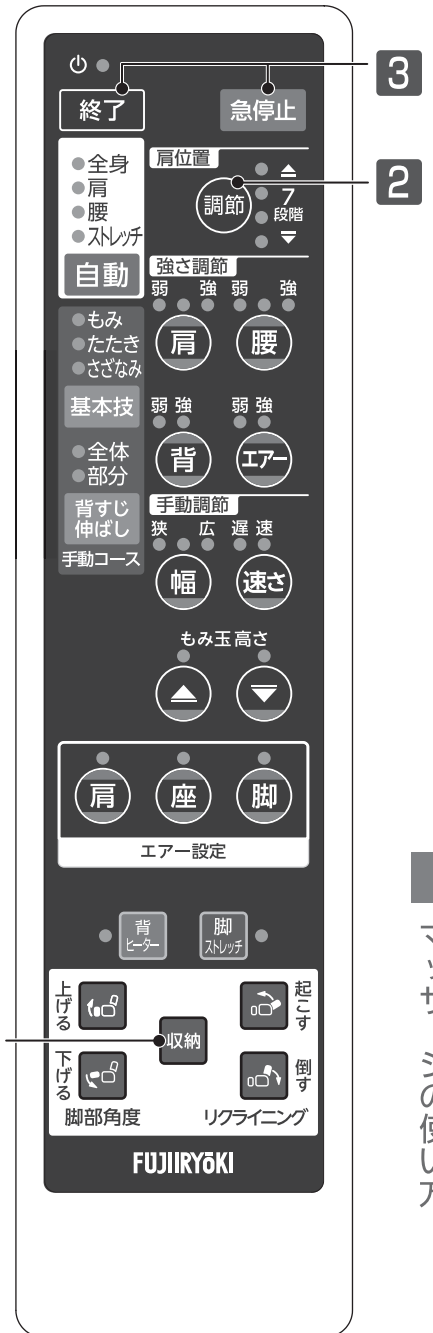 3
終了
急停止
全身
肩
腰
ストレッチ
自動
肩位置
調節
7
段階
2
強さ調節
弱 強 弱 強
肩 腰
もみ
たたき
さざなみ
基本技
弱 強 弱 強
背 エアー
全体
部分
背すじ
伸ばし
手動コース
手動調節
狭 広 遅 速
幅 速さ
もみ玉高さ
肩 座 脚
エアー設定
背
ヒーター
脚
ストレッチ
上げる
起こす
収納
下げる
倒す
脚部角度 リクライニング
FUJIIRYōKI